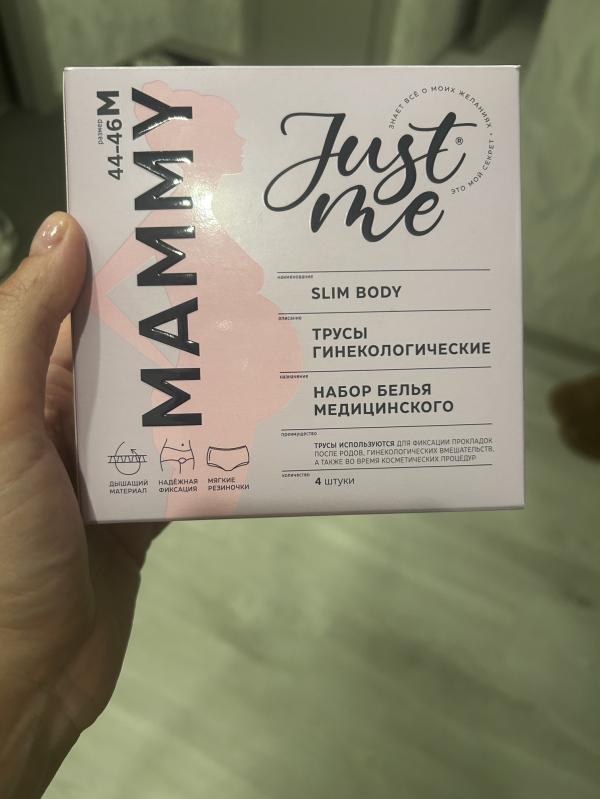 размер
44-46 M
MAMMY
Just
me®
ЗНАЕТ ВСЁ О МОИХ ЖЕЛАНИЯХ • ЭТО МОЙ СЕКРЕТ •
наименование
SLIM BODY
описание
ТРУСЫ
ГИНЕКОЛОГИЧЕСКИЕ
назначение
НАБОР БЕЛЬЯ
МЕДИЦИНСКОГО
преимущество
ТРУСЫ ИСПОЛЬЗУЮТСЯ ДЛЯ ФИКСАЦИИ ПРОКЛАДОК
ПОСЛЕ РОДОВ, ГИНЕКОЛОГИЧЕСКИХ ВМЕШАТЕЛЬСТВ,
А ТАКЖЕ ВО ВРЕМЯ КОСМЕТИЧЕСКИХ ПРОЦЕДУР
количество
4 штуки
ДЫШАЩИЙ
МАТЕРИАЛ
НАДЁЖНАЯ
ФИКСАЦИЯ
МЯГКИЕ
РЕЗИНОЧКИ